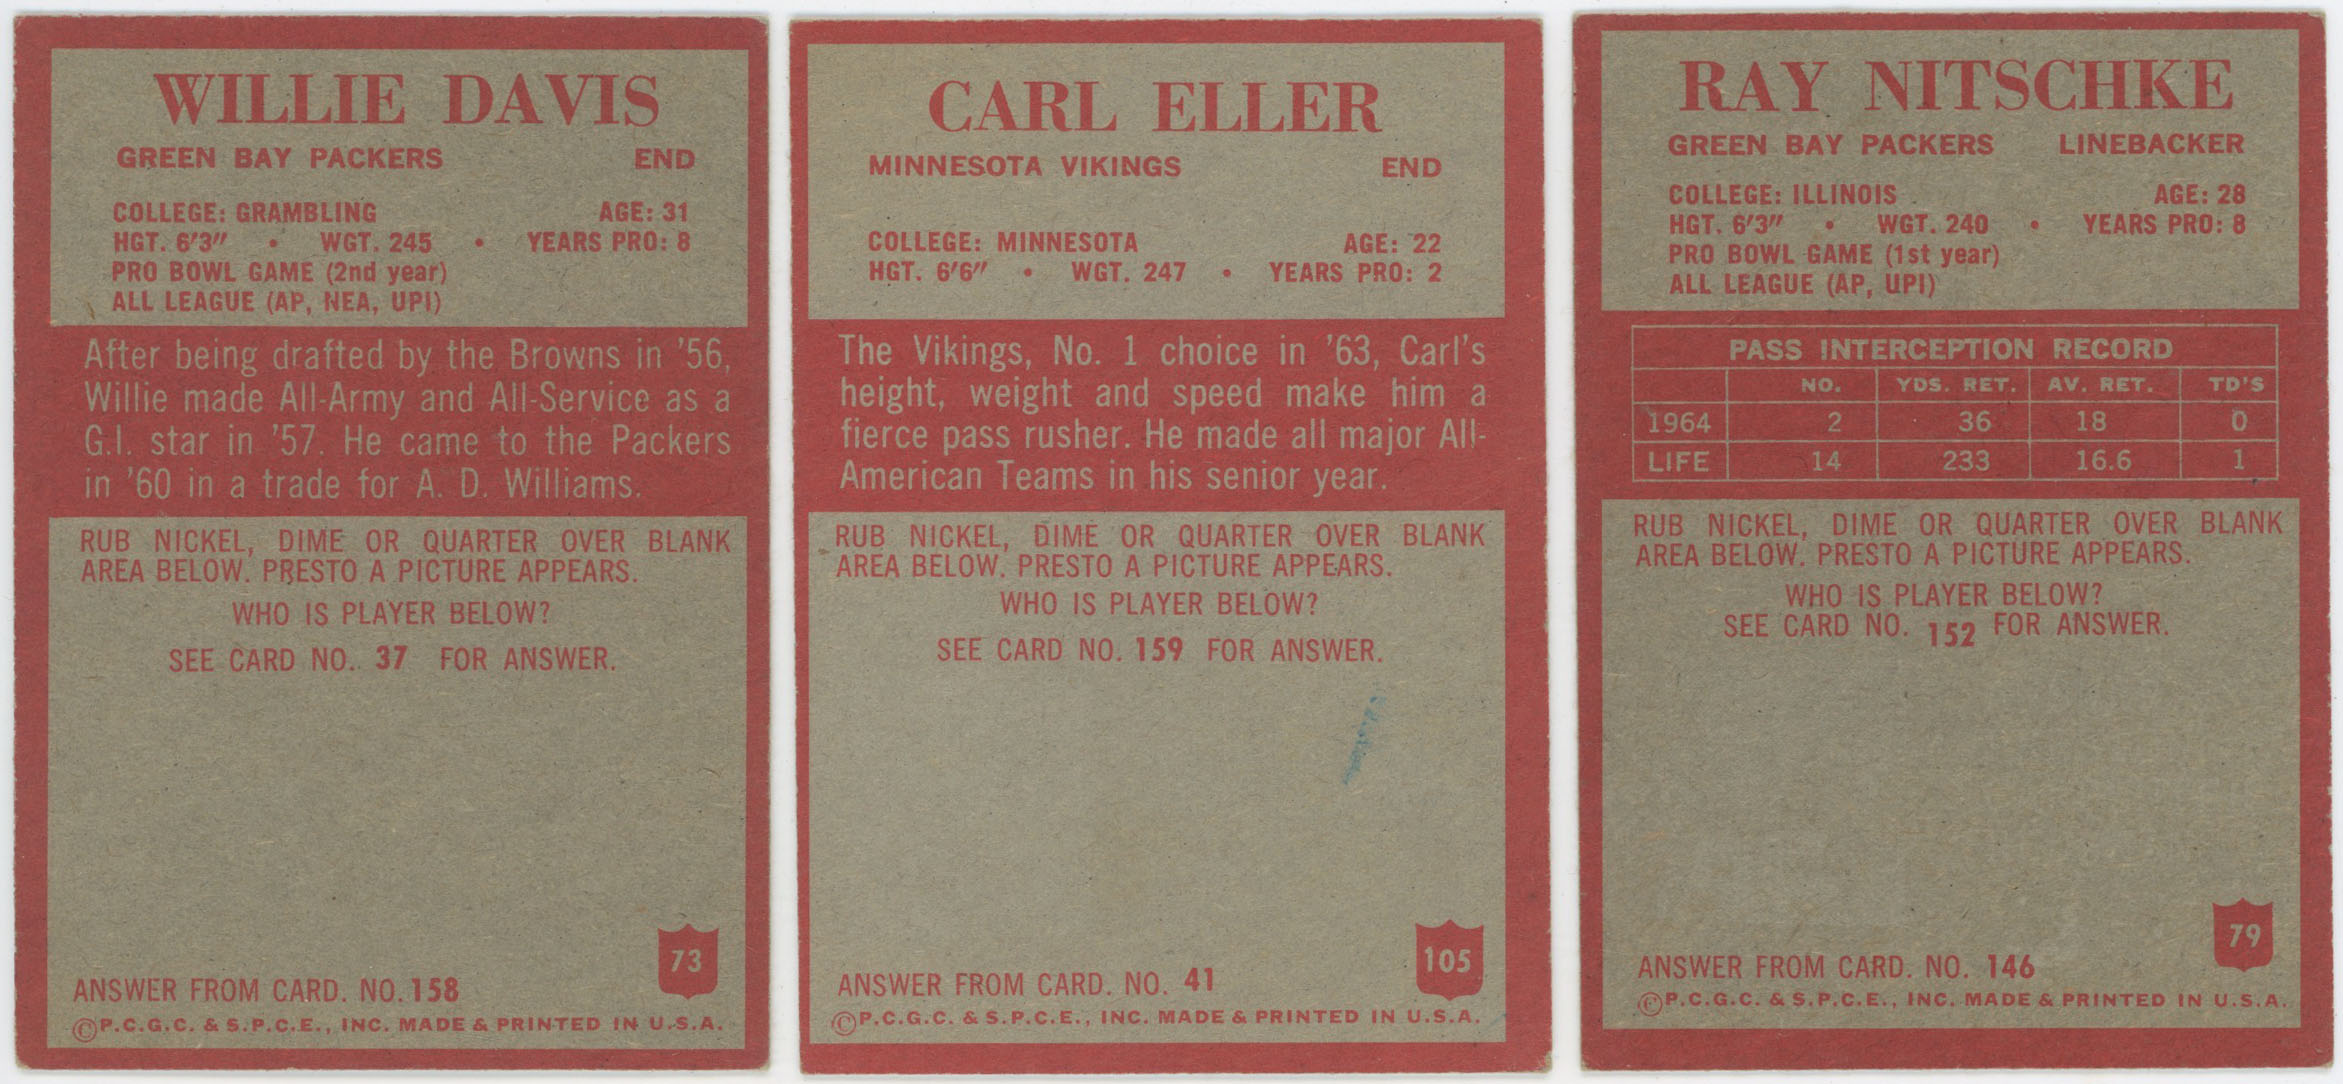 WILLIE DAVIS
GREEN BAY PACKERS END
COLLEGE: GRAMBLING AGE: 31
HGT. 6'3" • WGT. 245 • YEARS PRO: 8
PRO BOWL GAME (2nd year)
ALL LEAGUE (AP, NEA, UPI)
After being drafted by the Browns in '56,
Willie made All-Army and All-Service as a
G.I. star in '57. He came to the Packers
in '60 in a trade for A. D. Williams.
RUB NICKEL, DIME OR QUARTER OVER BLANK
AREA BELOW. PRESTO A PICTURE APPEARS.
WHO IS PLAYER BELOW?
SEE CARD NO. 37 FOR ANSWER.
73
ANSWER FROM CARD. NO. 158
©P.C.G.C. & S.P.C.E., INC. MADE & PRINTED IN U.S.A.
CARL ELLER
MINNESOTA VIKINGS END
COLLEGE: MINNESOTA AGE: 22
HGT. 6'6" • WGT. 247 • YEARS PRO: 2
The Vikings, No. 1 choice in '63, Carl's
height, weight and speed make him a
fierce pass rusher. He made all major All-
American Teams in his senior year.
RUB NICKEL, DIME OR QUARTER OVER BLANK
AREA BELOW. PRESTO A PICTURE APPEARS.
WHO IS PLAYER BELOW?
SEE CARD NO. 159 FOR ANSWER.
105
ANSWER FROM CARD. NO. 41
©P.C.G.C. & S.P.C.E., INC. MADE & PRINTED IN U.S.A.
RAY NITSCHKE
GREEN BAY PACKERS LINEBACKER
COLLEGE: ILLINOIS AGE: 28
HGT. 6'3" • WGT. 240 • YEARS PRO: 8
PRO BOWL GAME (1st year)
ALL LEAGUE (AP, UPI)
PASS INTERCEPTION RECORD
NO. YDS. RET. AV. RET. TD'S
1964 2 36 18 0
LIFE 14 233 16.6 1
RUB NICKEL, DIME OR QUARTER OVER BLANK
AREA BELOW. PRESTO A PICTURE APPEARS.
WHO IS PLAYER BELOW?
SEE CARD NO. 152 FOR ANSWER.
79
ANSWER FROM CARD. NO. 146
©P.C.G.C. & S.P.C.E., INC. MADE & PRINTED IN U.S.A.